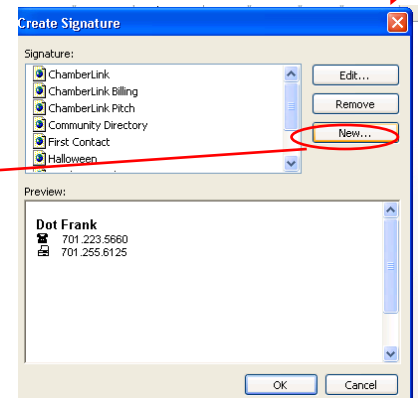 Create Signature
Signature:
ChamberLink
ChamberLink Billing
ChamberLink Pitch
Community Directory
First Contact
Halloween
Edit...
Remove
New...
Preview:
Dot Frank
701.223.5660
701.255.6125
OK
Cancel